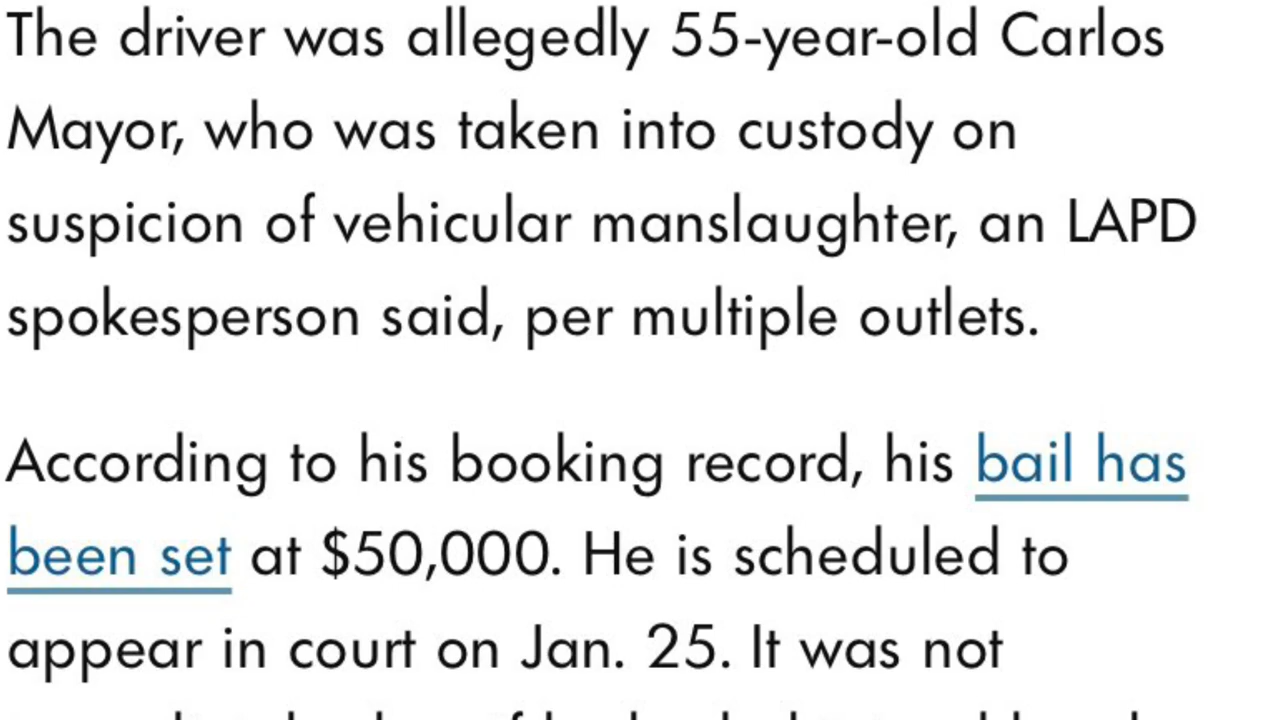 The driver was allegedly 55-year-old Carlos
Mayor, who was taken into custody on
suspicion of vehicular manslaughter, an LAPD
spokesperson said, per multiple outlets.
According to his booking record, his bail has
been set at $50,000. He is scheduled to
appear in court on Jan. 25. It was not